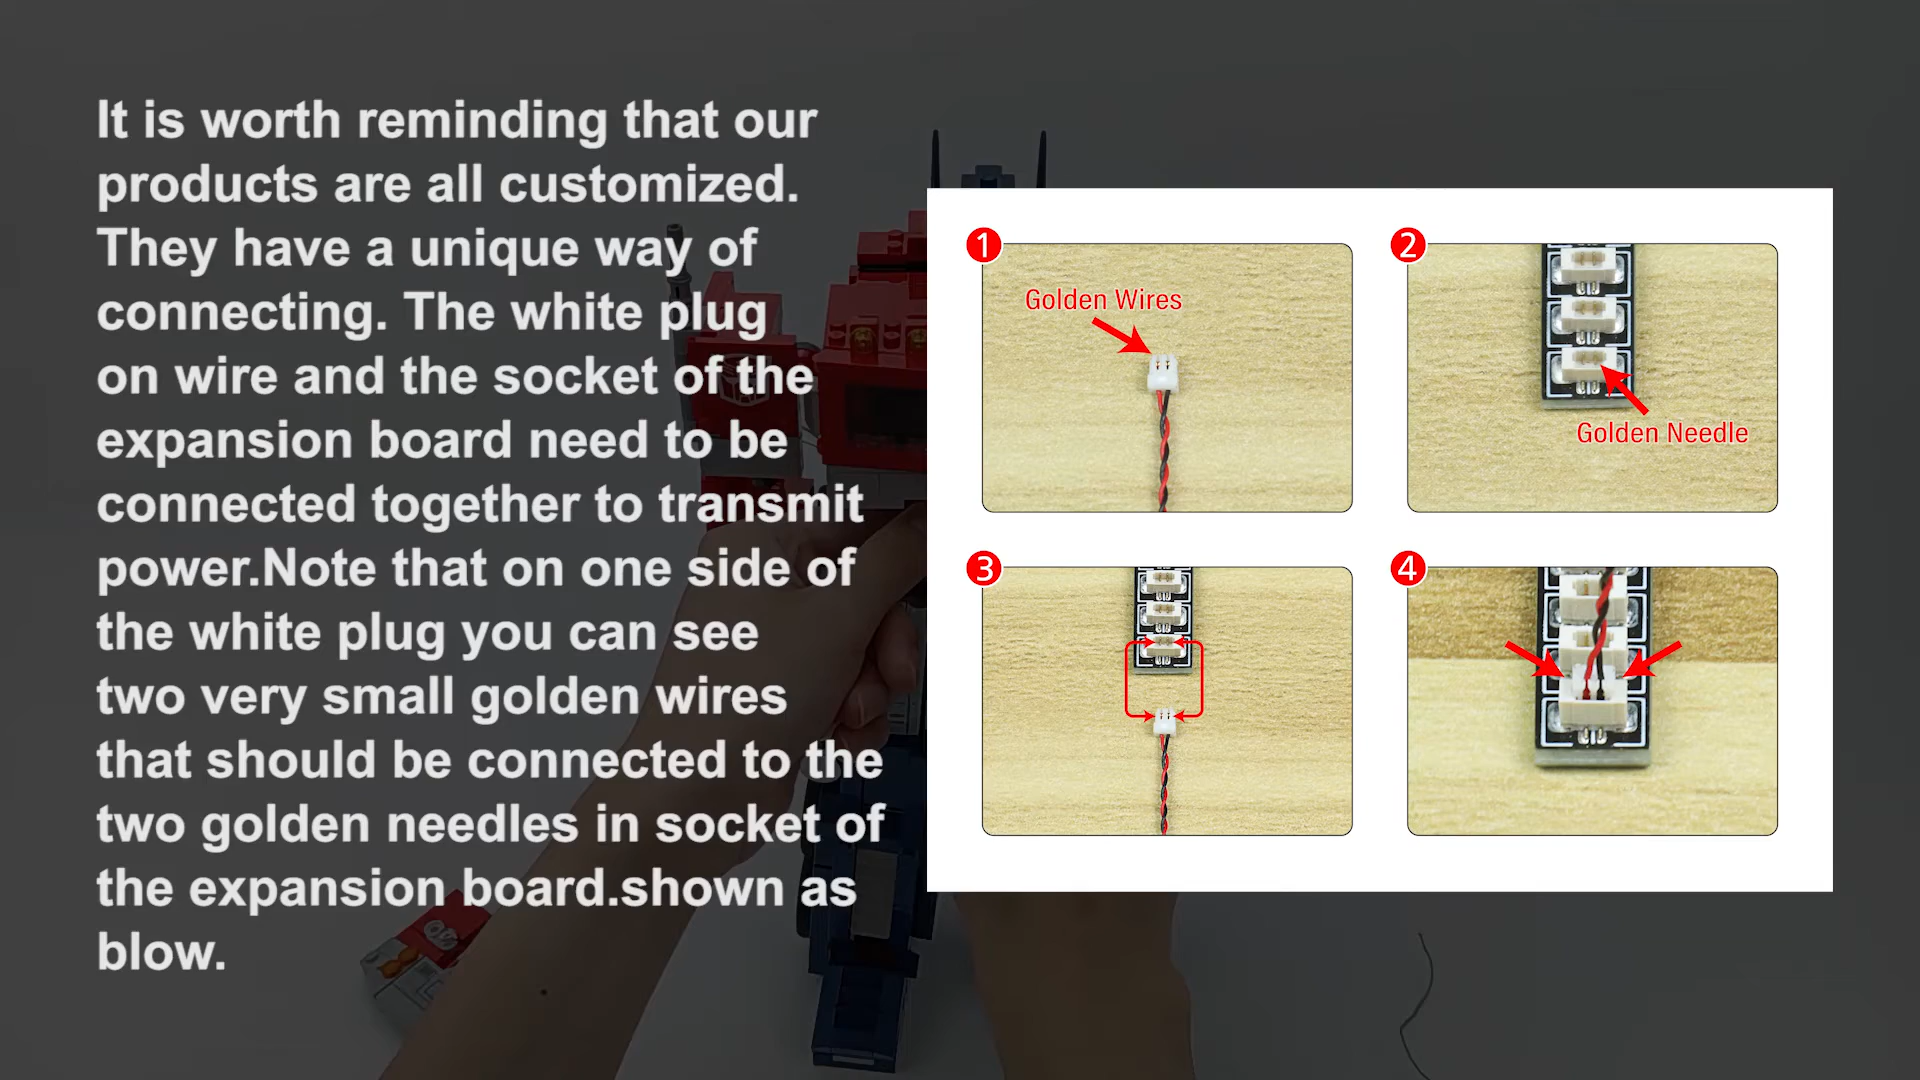 It is worth reminding that our
products are all customized.
They have a unique way of
connecting. The white plug
on wire and the socket of the
expansion board need to be
connected together to transmit
power.Note that on one side of
the white plug you can see
two very small golden wires
that should be connected to the
two golden needles in socket of
the expansion board.shown as
blow.
1
Golden Wires
2
Golden Needle
3
4